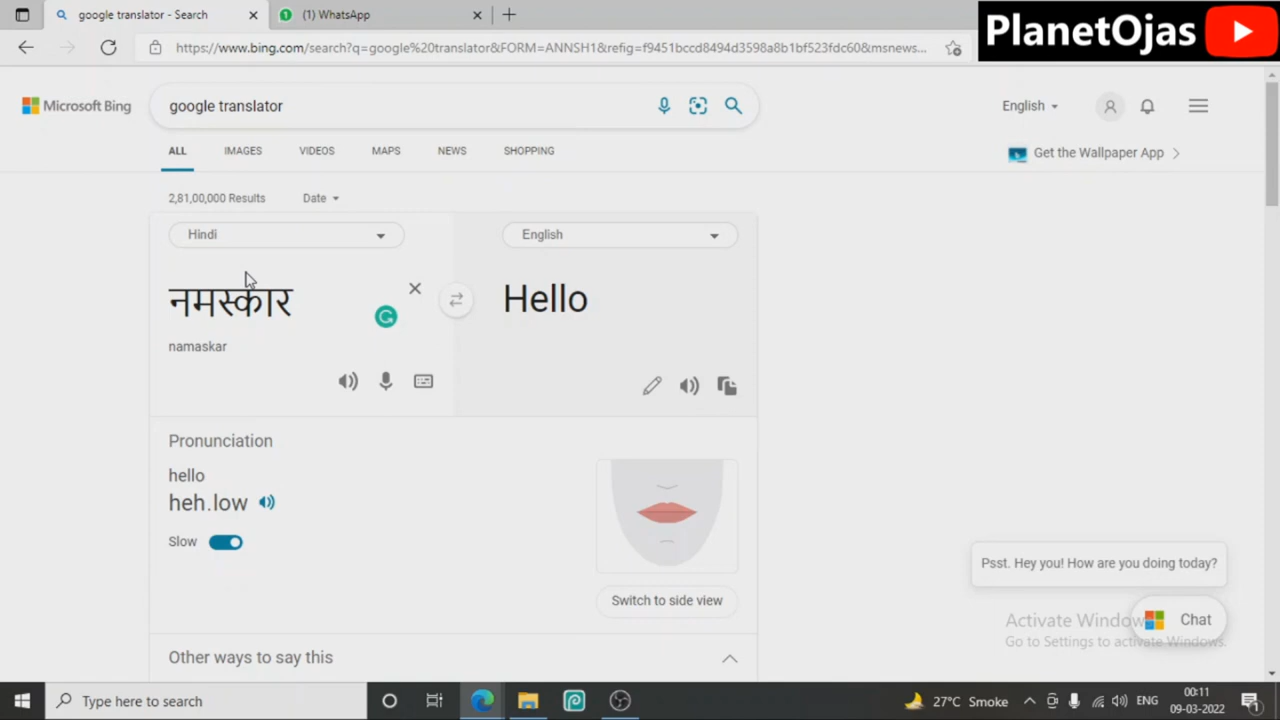 google translator - Search
(1) WhatsApp
PlanetOjas
https://www.bing.com/search?q=google%20translator&FORM=ANNSH1&refig=f9451bccd8494d3598a8b1bf523fdc60&msnews...
Microsoft Bing
google translator
English
ALL IMAGES VIDEOS MAPS NEWS SHOPPING
Get the Wallpaper App
2,81,00,000 Results Date
Hindi
English
नमस्कार
Hello
namaskar
Pronunciation
hello
heh.low
Slow
Switch to side view
Psst. Hey you! How are you doing today?
Activate Windows
Chat
Go to Settings to activate Windows.
Other ways to say this
Type here to search
27°C Smoke
ENG
00:11
09-03-2022
1